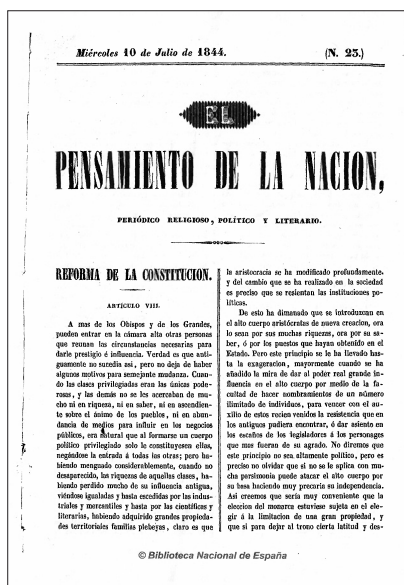 Miércoles 10 de Julio de 1844.
(N. 23.)
EL
PENSAMIENTO DE LA NACION,
PERIÓDICO RELIGIOSO, POLÍTICO Y LITERARIO.
REFORMA DE LA CONSTITUCION.
ARTICULO VIII.
A mas de los Obispos y de los Grandes,
pueden entrar en la cámara alta otras personas
que reunan las circunstancias necesarias para
darle prestigio é influencia. Verdad es que anti-
guamente no sucedia asi, pero no deja de haber
algunos motivos para semejante mudanza. Cuan-
do las clases privilegiadas eran las únicas pode-
rosas, y las demás no se les acercaban de mu-
cho ni en riqueza, ni en saber, ni en ascendien-
te sobre el ánimo de los pueblos, ni en abun-
dancia de medios para influir en los negocios
públicos, era natural que al formarse un cuerpo
político privilegiado solo le constituyesen ellas,
negándose la entrada á todas las otras; pero ha-
biendo menguado considerablemente, cuando no
desaparecido, las riquezas de aquellas clases, ha-
biendo perdido mucho de su influencia antigua,
viéndose igualadas y hasta escedidas por las indus-
triales y mercantiles y hasta por las científicas y
literarias, habiendo adquirido grandes propieda-
des territoriales familias plebeyas, claro es que
la aristocracia se ha modificado profundamente,
y del cambio que se ha realizado en la sociedad
es preciso que se resientan las instituciones po-
líticas.
De esto ha dimanado que se introduzcan en
el alto cuerpo aristócratas de nueva creacion, ora
lo sean por sus muchas riquezas, ora por su sa-
ber, ó por los puestos que hayan obtenido en el
Estado. Pero este principio se le ha llevado has-
ta la exageracion, mayormente cuando se ha
añadido la mira de dar al poder real grande in-
fluencia en el alto cuerpo por medio de la fa-
cultad de hacer nombramientos de un número
ilimitado de individuos, para vencer con el au-
xilio de estos recien venidos la resistencia que en
los antiguos pudiera encontrar, ó dar asiento en
los escaños de los legisladores á los personages
que mas fueran de su agrado. No diremos que
este principio no sea altamente político, pero es
preciso no olvidar que si no se le aplica con mu-
cha parsimonia puede atacar el alto cuerpo por
su basa haciendo muy precaria su independencia.
Asi creemos que seria muy conveniente que la
eleccion del monarca estuviese sujeta en el ele-
gir á la limitacion de una gran propiedad, y
que si para dejar al trono cierta latitud y des-
© Biblioteca Nacional de España